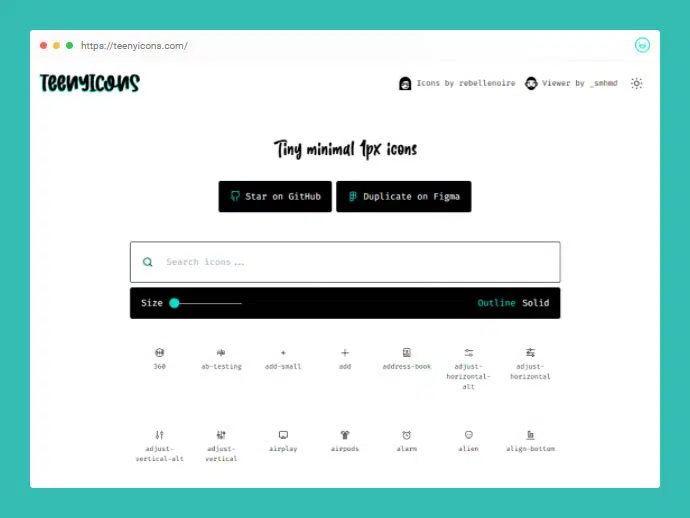 https://teenyicons.com/
TEENYICONS
Icons by rebellenoire
Viewer by _smhmd
Tiny minimal 1px icons
Star on GitHub
Duplicate on Figma
Search icons ...
Size
Outline Solid
360
ab-testing
add-small
add
address-book
adjust-
horizontal-
alt
adjust-
horizontal
adjust-
vertical-alt
adjust-
vertical
airplay
airpods
alarm
alien
align-bottom